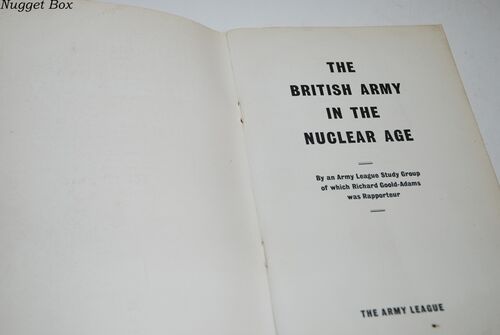 Nugget Box
THE
BRITISH ARMY
IN THE
NUCLEAR AGE
By an Army League Study Group
of which Richard Goold-Adams
was Rapporteur
THE ARMY LEAGUE